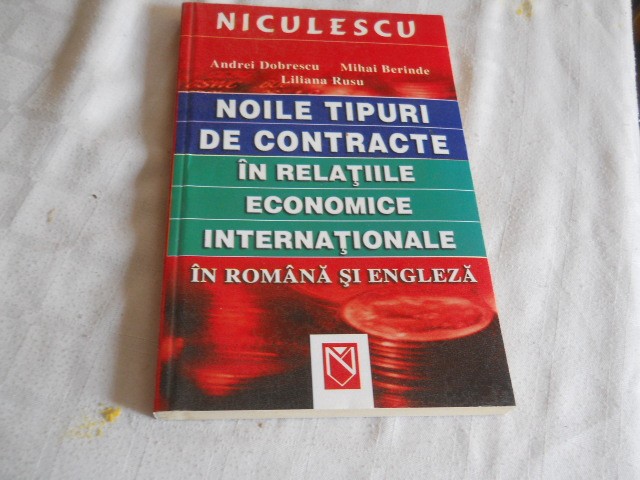 NICULESCU
Andrei Dobrescu Mihai Berinde
Liliana Rusu
NOILE TIPURI
DE CONTRACTE
ÎN RELAŢIILE
ECONOMICE
INTERNAŢIONALE
ÎN ROMÂNĂ ŞI ENGLEZĂ